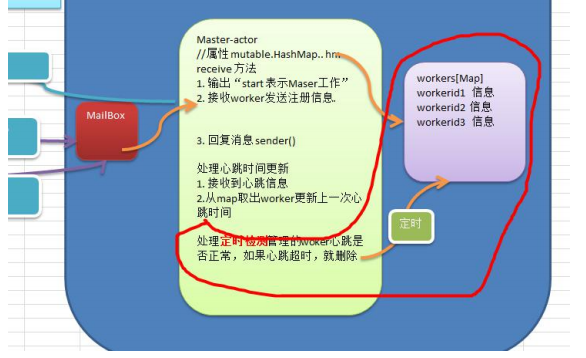 Master-actor
//属性 mutable.HashMap.. hm
receive 方法
1. 输出“start 表示Maser工作”
2. 接收worker发送注册信息.
3. 回复消息 sender()
处理心跳时间更新
1. 接收到心跳信息
2.从map取出worker更新上一次心
跳时间
处理定时检测管理的woker心跳是
否正常，如果心跳超时，就删除
MailBox
workers[Map]
workerid1 信息
workerid2 信息
workerid3 信息
定时